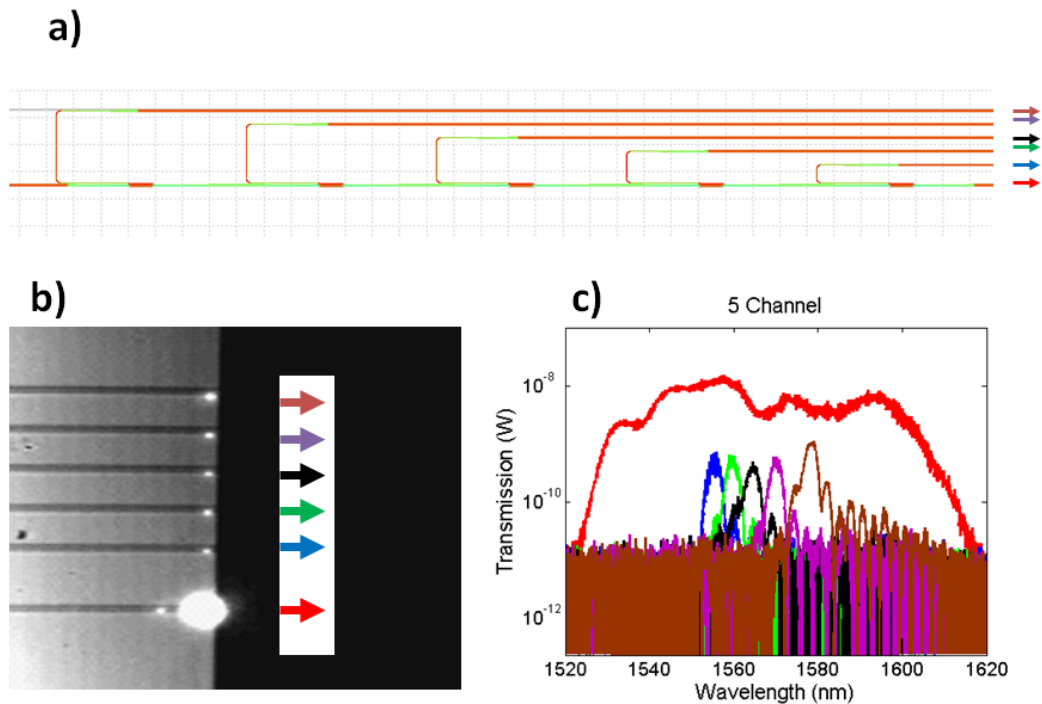 a)
b)
c)
5 Channel
Transmission (W)
10-8
10-10
10-12
1520
1540
1560
1580
1600
1620
Wavelength (nm)